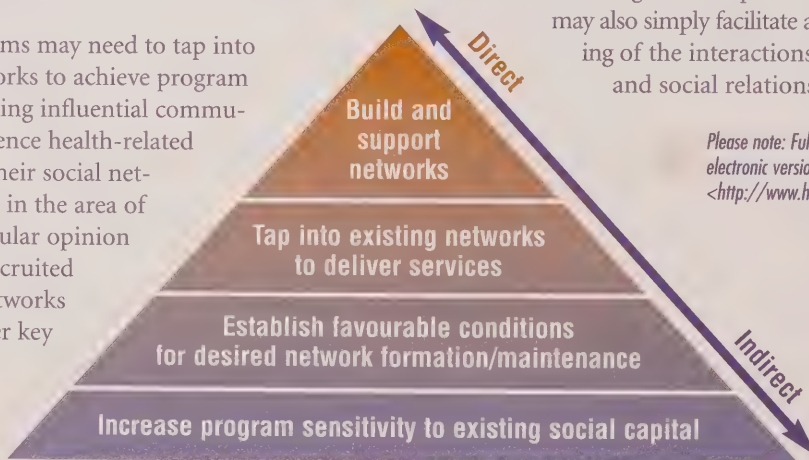 ms may need to tap into
orks to achieve program
ing influential commu-
ence health-related
heir social net-
in the area of
ular opinion
cruited
tworks
er key
may also simply facilitate a
ing of the interactions
and social relations
Please note: Ful
electronic versio
<http://www.h
Direct
Build and
support
networks
Tap into existing networks
to deliver services
Establish favourable conditions
for desired network formation/maintenance
Increase program sensitivity to existing social capital
Indirect